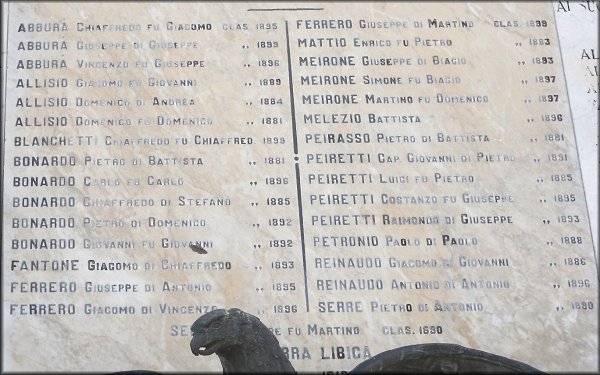 ABBURÀ CHIAFFREDO FU GIACOMO CLAS. 1895
ABBURÀ GIUSEPPE DI GIUSEPPE „ 1899
ABBURÀ VINCENZO FU GIUSEPPE „ 1896
ALLISIO GIACOMO FU GIOVANNI „ 1889
ALLISIO DOMENICO DI ANDREA „ 1884
ALLISIO DOMENICO FU DOMENICO „ 1881
BLANCHETTI CHIAFFREDO FU CHIAFFRED 1899
BONARDO PIETRO DI BATTISTA „ 1881
BONARDO CARLO FU CARLO „ 1896
BONARDO CHIAFFREDO DI STEFANO „ 1885
BONARDO PIETRO DI DOMENICO „ 1892
BONARDO GIOVANNI FU GIOVANNI „ 1892
FANTONE GIACOMO DI CHIAFFREDO „ 1893
FERRERO GIUSEPPE DI ANTONIO „ 1895
FERRERO GIACOMO DI VINCENZO „ 1896
FERRERO GIUSEPPE DI MARTINO CLAS. 1899
MATTIO ENRICO FU PIETRO „ 1883
MEIRONE GIUSEPPE DI BIAGIO „ 1893
MEIRONE SIMONE FU BIAGIO „ 1897
MEIRONE MARTINO FU DOMENICO „ 1897
MELEZIO BATTISTA „ 1896
PEIRASSO PIETRO DI BATTISTA „ 1881
PEIRETTI CAP. GIOVANNI DI PIETRO „ 1891
PEIRETTI LUIGI FU PIETRO „ 1885
PEIRETTI COSTANZO FU GIUSEPPE „ 1895
PEIRETTI RAIMONDO DI GIUSEPPE „ 1893
PETRONIO PAOLO DI PAOLO „ 1888
REINAUDO GIACOMO DI GIOVANNI „ 1886
REINAUDO ANTONIO DI ANTONIO „ 1896
SERRE PIETRO DI ANTONIO „ 1880
FU MARTINO CLAS. 1890
LIBICA